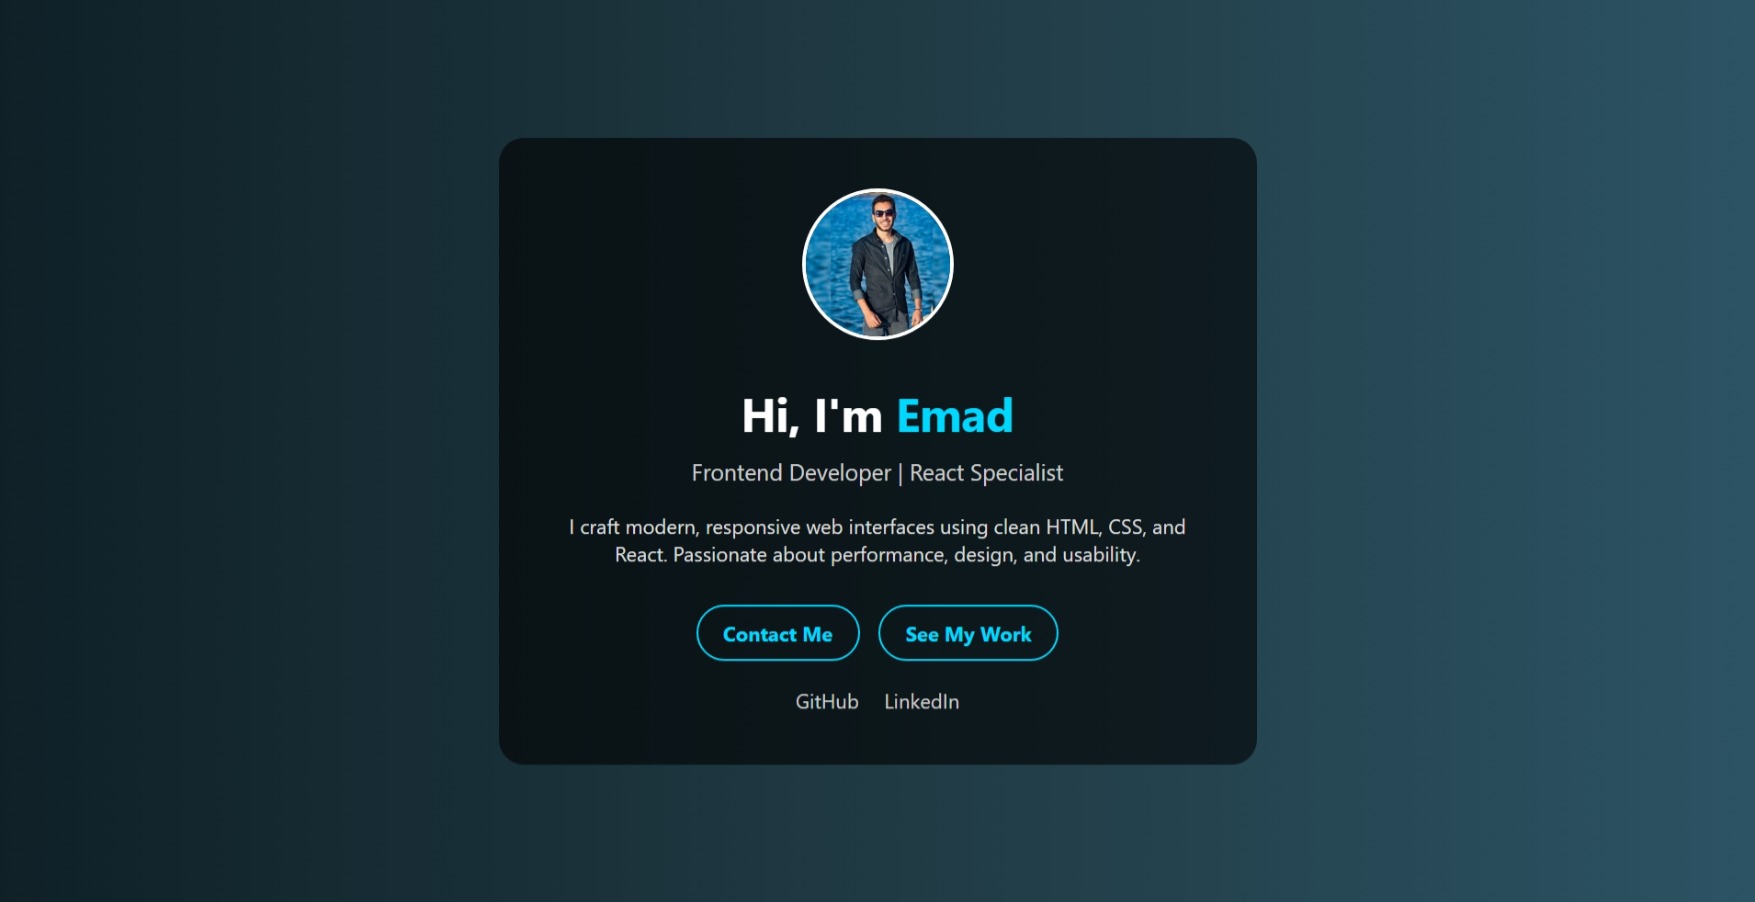 Hi, I'm Emad
Frontend Developer | React Specialist
I craft modern, responsive web interfaces using clean HTML, CSS, and
React. Passionate about performance, design, and usability.
Contact Me See My Work
GitHub LinkedIn